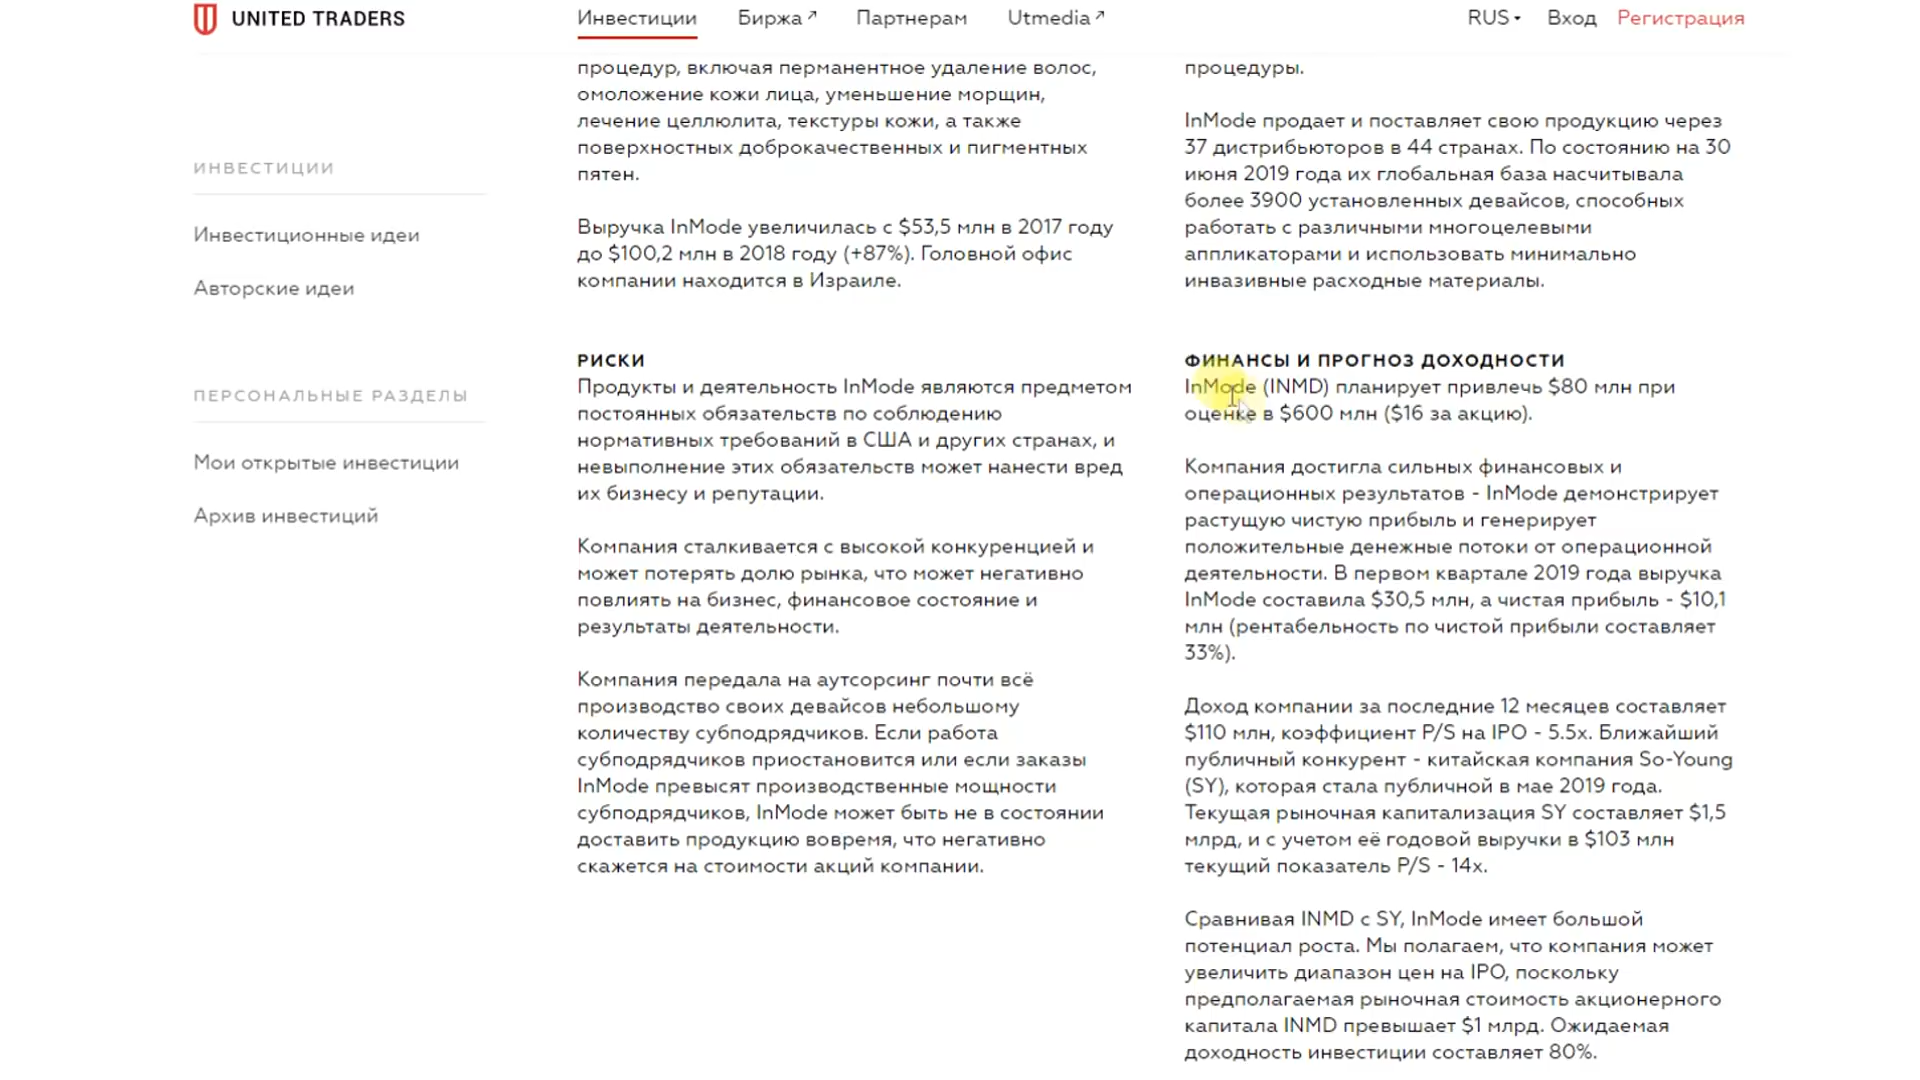 UNITED TRADERS
Инвестиции
Биржа
Партнерам
Utmedia
RUS
Вход
Регистрация
ИНВЕСТИЦИИ
Инвестиционные идеи
Авторские идеи
ПЕРСОНАЛЬНЫЕ РАЗДЕЛЫ
Мои открытые инвестиции
Архив инвестиций
процедур, включая перманентное удаление волос,
омоложение кожи лица, уменьшение морщин,
лечение целлюлита, текстуры кожи, а также
поверхностных доброкачественных и пигментных
пятен.
Выручка InMode увеличилась с $53,5 млн в 2017 году
до $100,2 млн в 2018 году (+87%). Головной офис
компании находится в Израиле.
РИСКИ
Продукты и деятельность InMode являются предметом
постоянных обязательств по соблюдению
нормативных требований в США и других странах, и
невыполнение этих обязательств может нанести вред
их бизнесу и репутации.
Компания сталкивается с высокой конкуренцией и
может потерять долю рынка, что может негативно
повлиять на бизнес, финансовое состояние и
результаты деятельности.
Компания передала на аутсорсинг почти всё
производство своих девайсов небольшому
количеству субподрядчиков. Если работа
субподрядчиков приостановится или если заказы
InMode превысят производственные мощности
субподрядчиков, InMode может быть не в состоянии
доставить продукцию вовремя, что негативно
скажется на стоимости акций компании.
процедуры.
InMode продает и поставляет свою продукцию через
37 дистрибьюторов в 44 странах. По состоянию на 30
июня 2019 года их глобальная база насчитывала
более 3900 установленных девайсов, способных
работать с различными многоцелевыми
аппликаторами и использовать минимально
инвазивные расходные материалы.
ФИНАНСЫ И ПРОГНОЗ ДОХОДНОСТИ
InMode (INMD) планирует привлечь $80 млн при
оценке в $600 млн ($16 за акцию).
Компания достигла сильных финансовых и
операционных результатов - InMode демонстрирует
растущую чистую прибыль и генерирует
положительные денежные потоки от операционной
деятельности. В первом квартале 2019 года выручка
InMode составила $30,5 млн, а чистая прибыль - $10,1
млн (рентабельность по чистой прибыли составляет
33%).
Доход компании за последние 12 месяцев составляет
$110 млн, коэффициент P/S на IPO - 5.5x. Ближайший
публичный конкурент - китайская компания So-Young
(SY), которая стала публичной в мае 2019 года.
Текущая рыночная капитализация SY составляет $1,5
млрд, и с учетом её годовой выручки в $103 млн
текущий показатель P/S - 14x.
Сравнивая INMD с SY, InMode имеет большой
потенциал роста. Мы полагаем, что компания может
увеличить диапазон цен на IPO, поскольку
предполагаемая рыночная стоимость акционерного
капитала INMD превышает $1 млрд. Ожидаемая
доходность инвестиции составляет 80%.